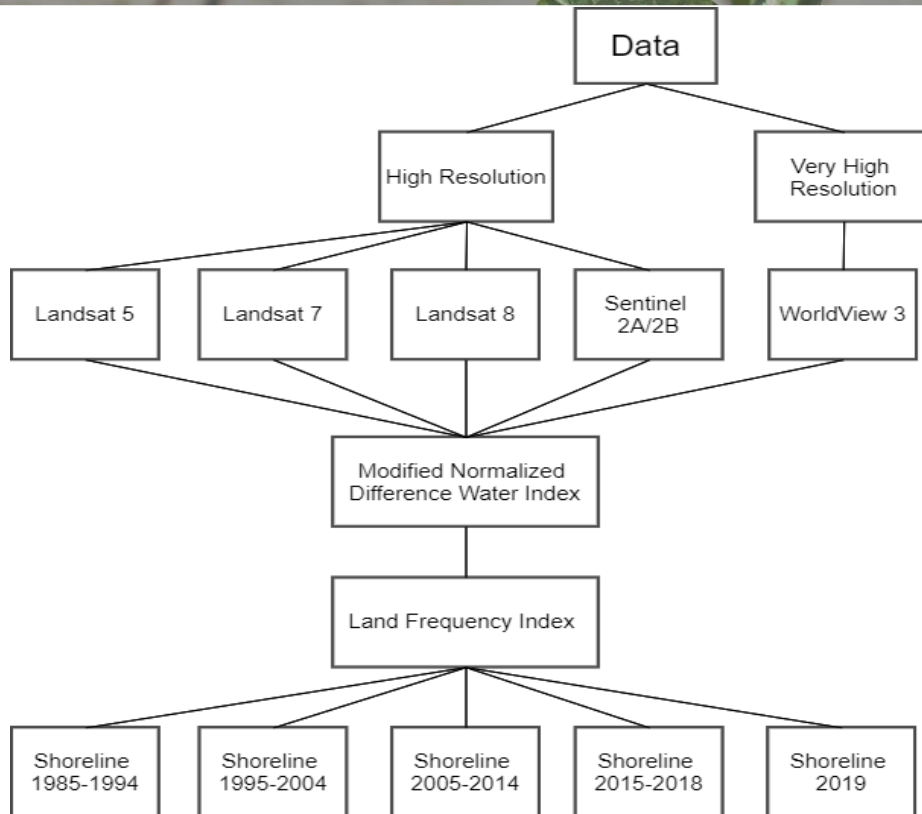 Data
High Resolution
Very High
Resolution
Landsat 5
Landsat 7
Landsat 8
Sentinel
2A/2B
WorldView 3
Modified Normalized
Difference Water Index
Land Frequency Index
Shoreline
1985-1994
Shoreline
1995-2004
Shoreline
2005-2014
Shoreline
2015-2018
Shoreline
2019